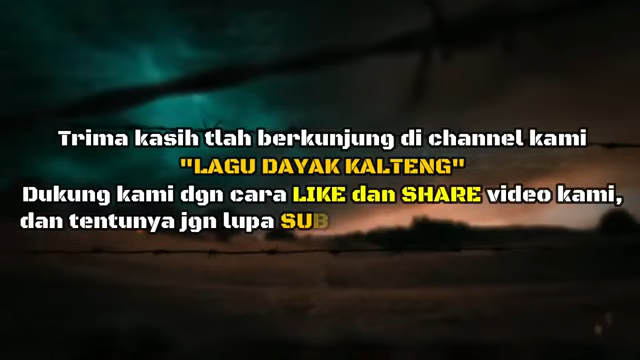 Trima kasih tlah berkunjung di channel kami
"LAGU DAYAK KALTENG"
Dukung kami dgn cara LIKE dan SHARE video kami,
dan tentunya jgn lupa SUB